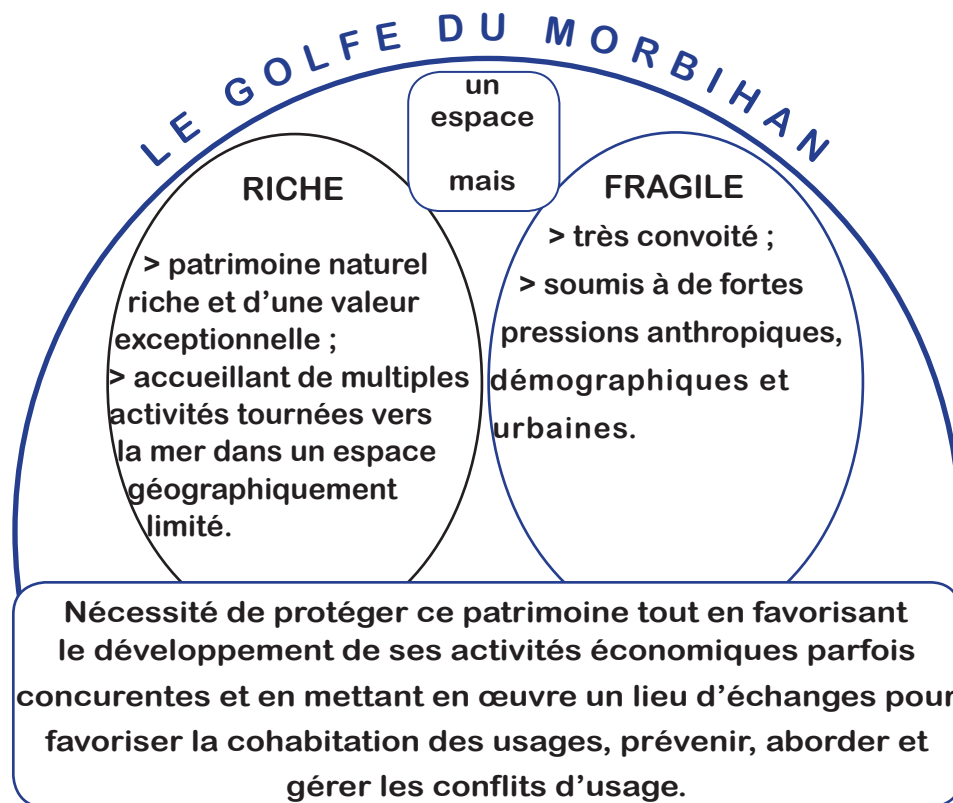 LE GOLFE DU MORBIHAN
un
espace
mais
RICHE
> patrimoine naturel
riche et d’une valeur
exceptionnelle ;
> accueillant de multiples
activités tournées vers
la mer dans un espace
géographiquement
limité.
FRAGILE
> très convoité ;
> soumis à de fortes
pressions anthropiques,
démographiques et
urbaines.
Nécessité de protéger ce patrimoine tout en favorisant
le développement de ses activités économiques parfois
concurentes et en mettant en œuvre un lieu d’échanges pour
favoriser la cohabitation des usages, prévenir, aborder et
gérer les conflits d’usage.